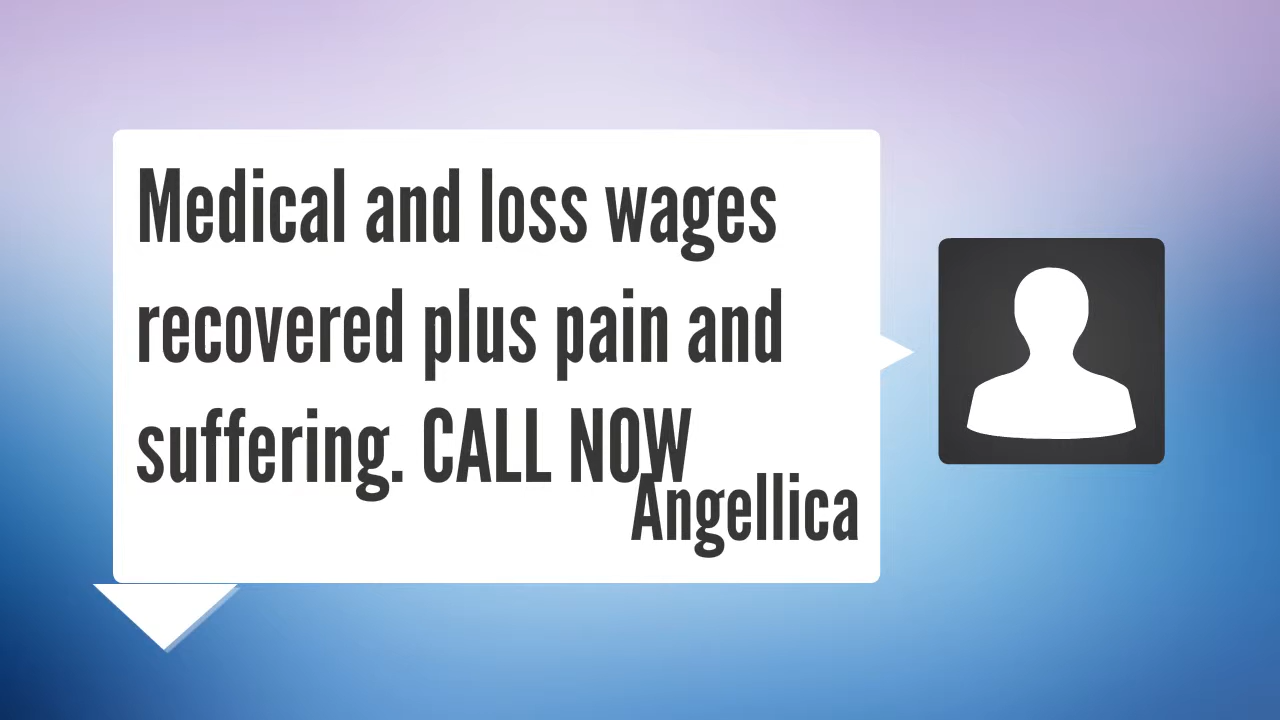 Medical and loss wages
recovered plus pain and
suffering. CALL NOW
Angellica